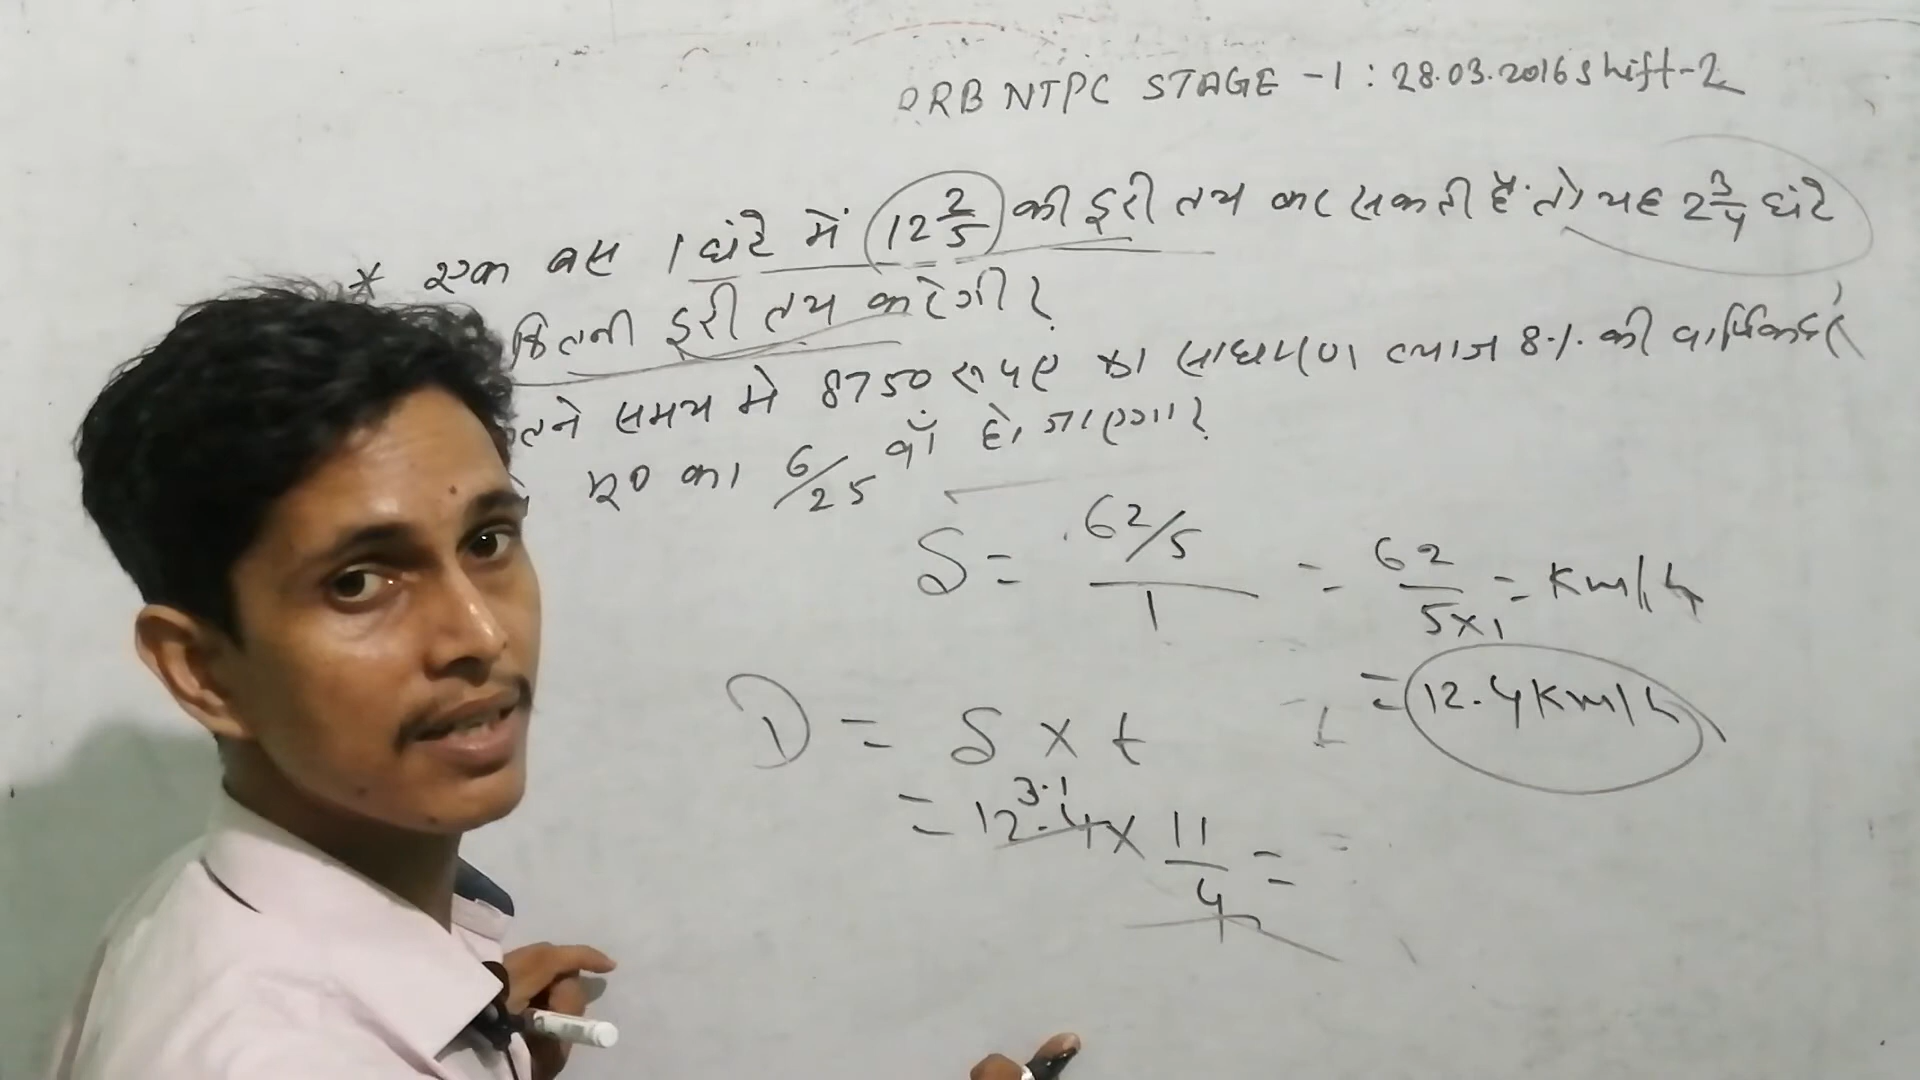 RRB NTPC STAGE -1 : 28.03.2016 Shift-2
* एक बस 1 घंटे में 12 2/5 की दूरी तय कर सकती है तो यह 2 3/4 घंटे
कितनी दूरी तय करेगी?
तने समय मे 8750 रुपए का साधारण ब्याज 8% की वार्षिक दर
का 6/25 वाँ हो जाएगा?
S = 62/5 / 1 = 62 / 5x1 = Km/h
= 12.4 Km/h
D = S x t
3.1
= 12.4 x 11/4 =